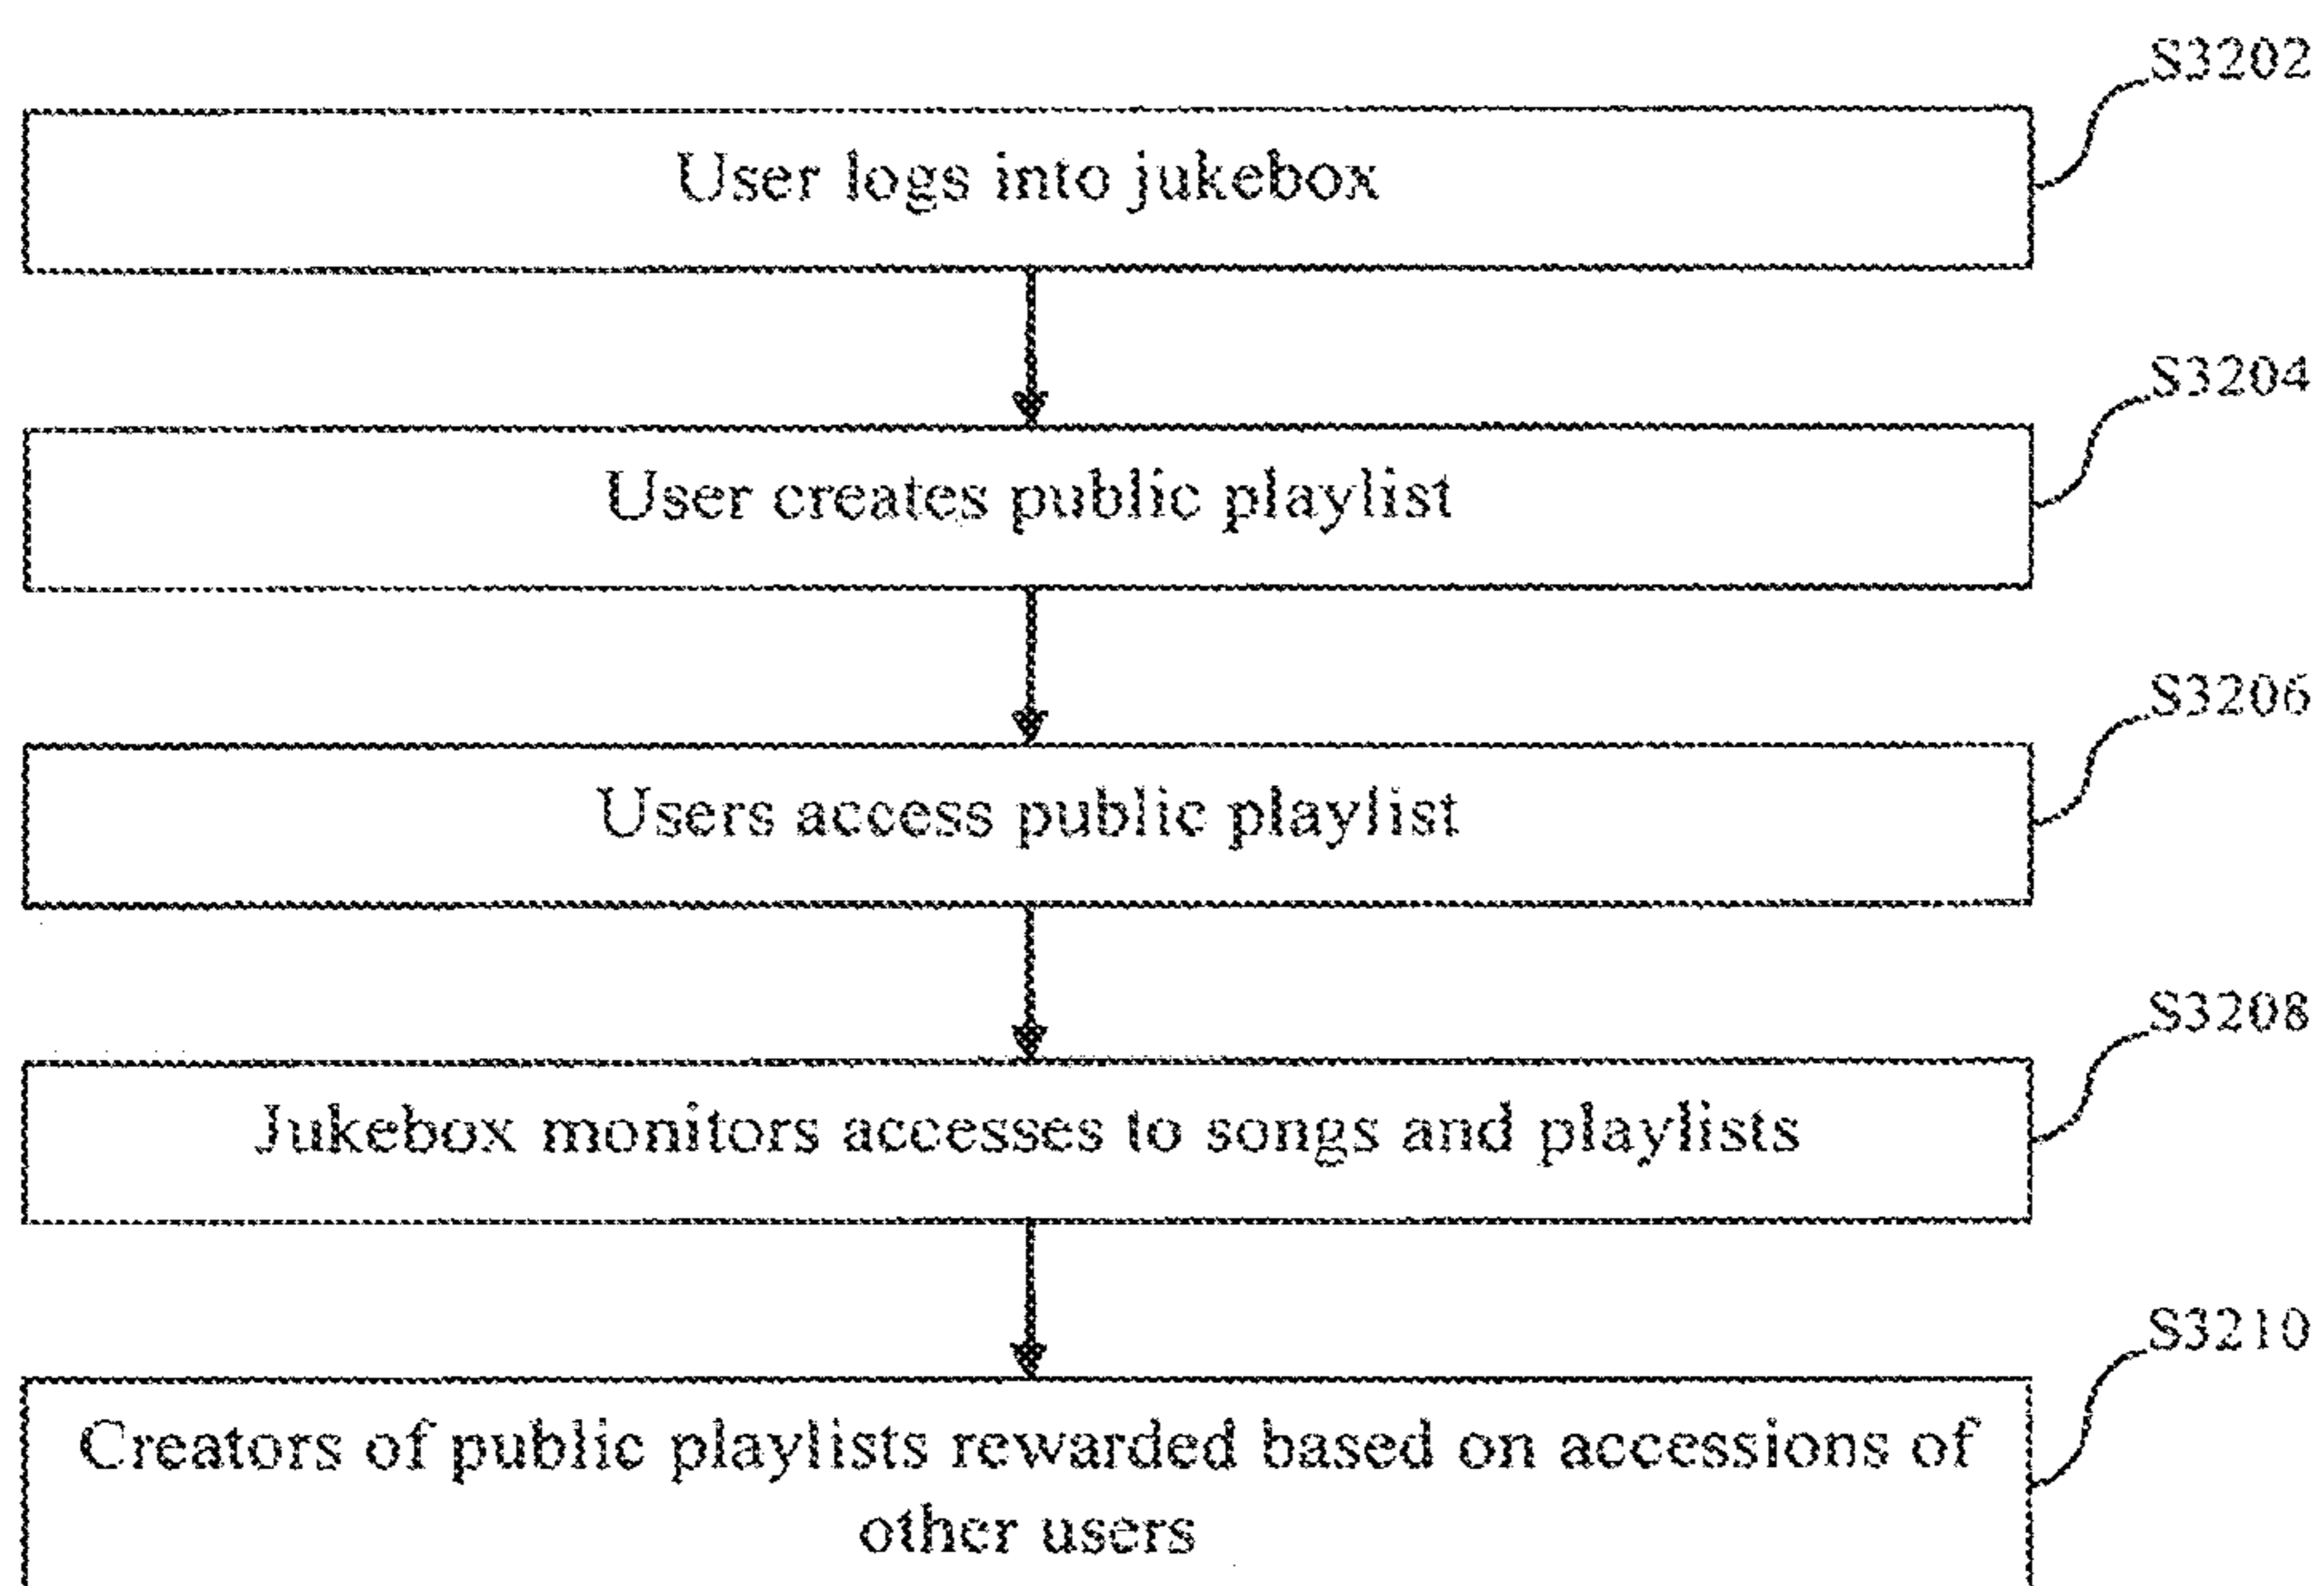 S3202
User logs into jukebox
S3204
User creates public playlist
S3206
Users access public playlist
S3208
Jukebox monitors accesses to songs and playlists
S3210
Creators of public playlists rewarded based on accessions of
other users